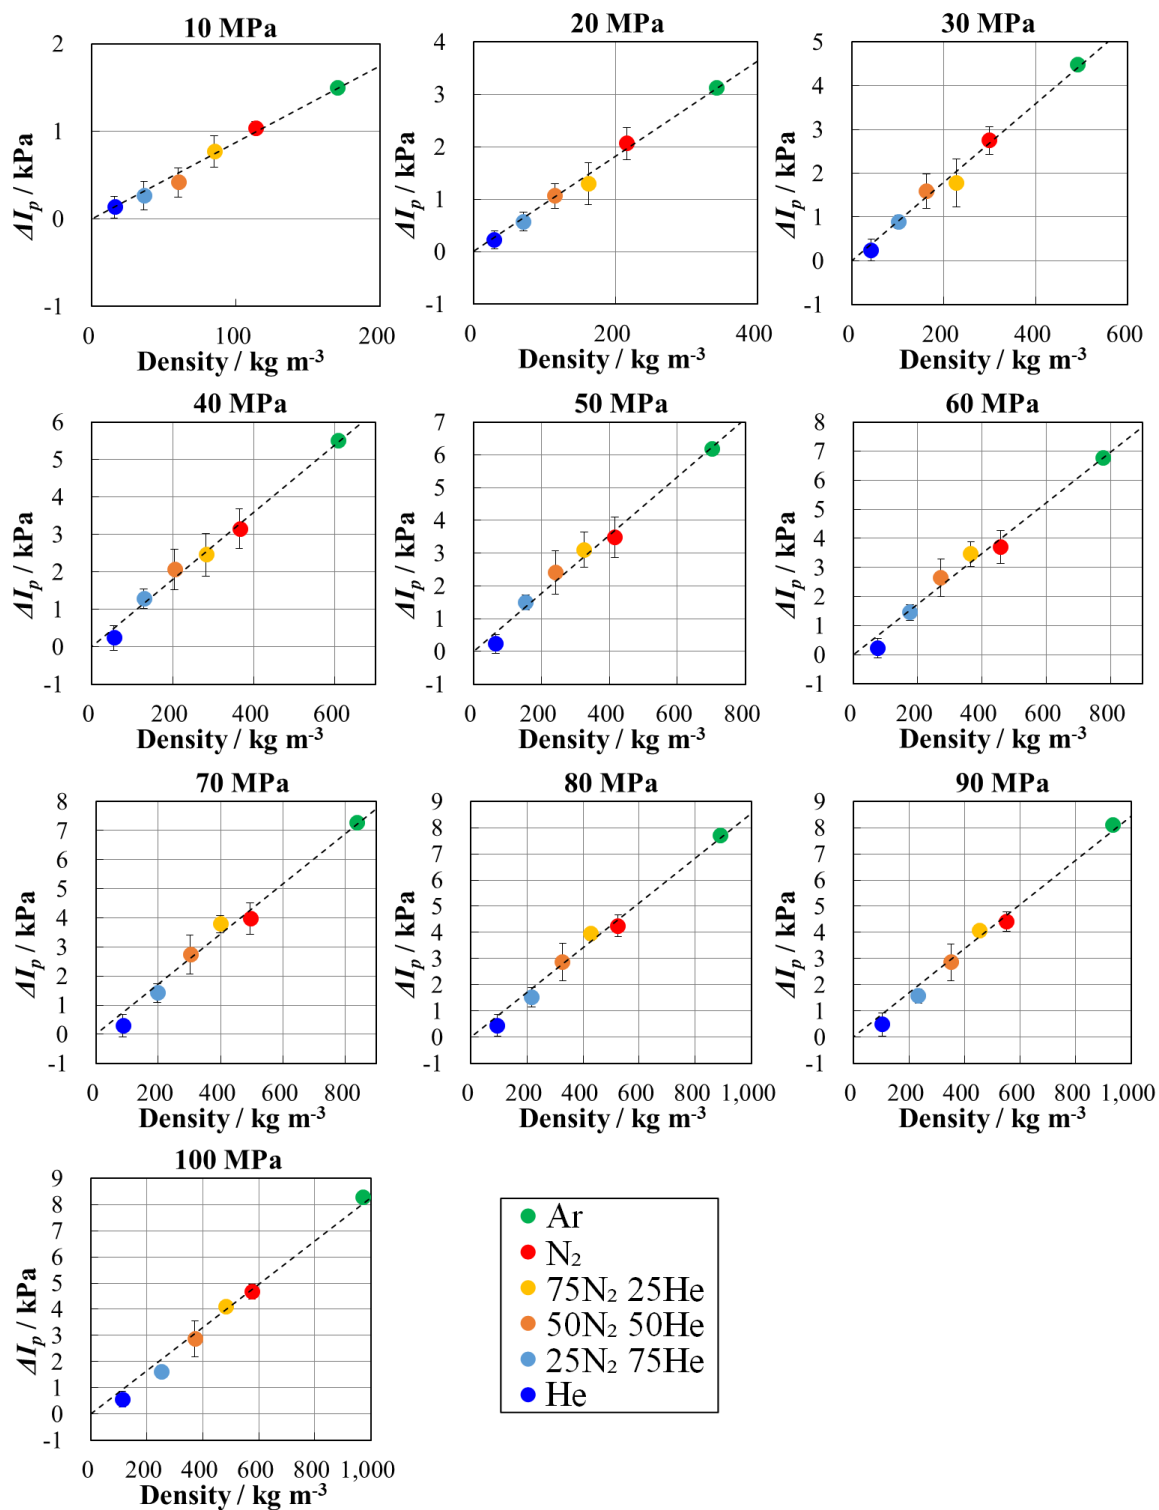 10 MPa
2
1
0
-1
ΔIp / kPa
0 100 200
Density / kg m-3
20 MPa
4
3
2
1
0
-1
ΔIp / kPa
0 200 400
Density / kg m-3
30 MPa
5
4
3
2
1
0
-1
ΔIp / kPa
0 200 400 600
Density / kg m-3
40 MPa
6
5
4
3
2
1
0
-1
ΔIp / kPa
0 200 400 600
Density / kg m-3
50 MPa
7
6
5
4
3
2
1
0
-1
ΔIp / kPa
0 200 400 600 800
Density / kg m-3
60 MPa
8
7
6
5
4
3
2
1
0
-1
ΔIp / kPa
0 200 400 600 800
Density / kg m-3
70 MPa
8
7
6
5
4
3
2
1
0
-1
ΔIp / kPa
0 200 400 600 800
Density / kg m-3
80 MPa
9
8
7
6
5
4
3
2
1
0
-1
ΔIp / kPa
0 200 400 600 800 1,000
Density / kg m-3
90 MPa
9
8
7
6
5
4
3
2
1
0
-1
ΔIp / kPa
0 200 400 600 800 1,000
Density / kg m-3
100 MPa
9
8
7
6
5
4
3
2
1
0
-1
ΔIp / kPa
0 200 400 600 800 1,000
Density / kg m-3
Ar
N₂
75N₂ 25He
50N₂ 50He
25N₂ 75He
He